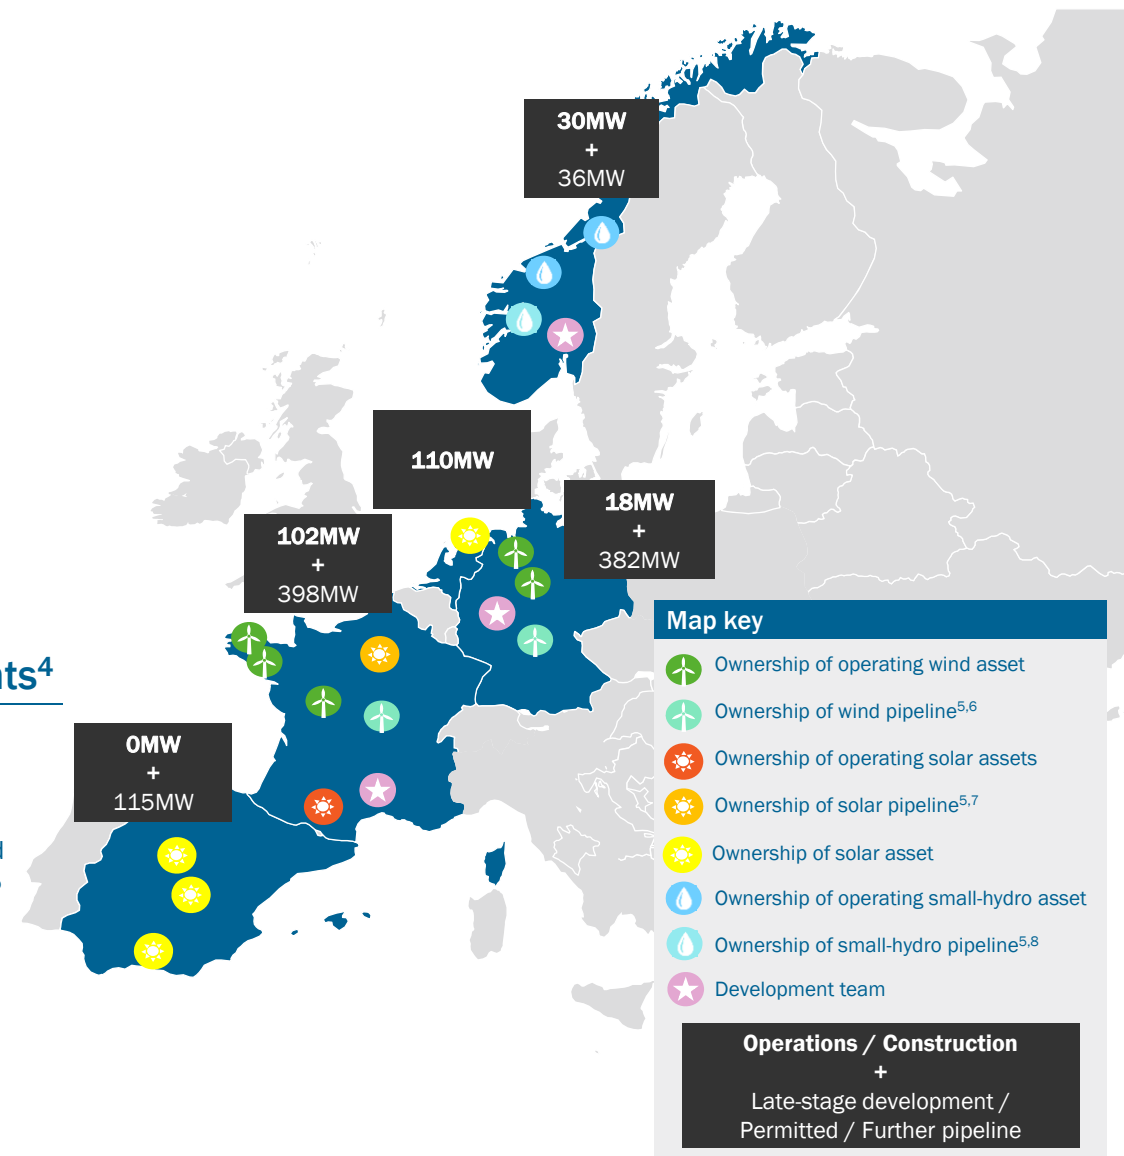 30MW
+
36MW
110MW
18MW
+
382MW
102MW
+
398MW
nts4
0MW
+
115MW
d
Map key
Ownership of operating wind asset
Ownership of wind pipeline5,6
Ownership of operating solar assets
Ownership of solar pipeline5,7
Ownership of solar asset
Ownership of operating small-hydro asset
Ownership of small-hydro pipeline5,8
Development team
Operations / Construction
+
Late-stage development /
Permitted / Further pipeline